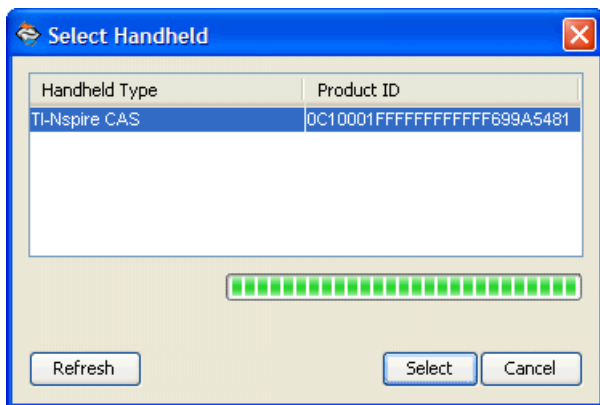 Select Handheld
Handheld Type Product ID
TI-Nspire CAS 0C10001FFFFFFFFFFFF699A5481
Refresh Select Cancel